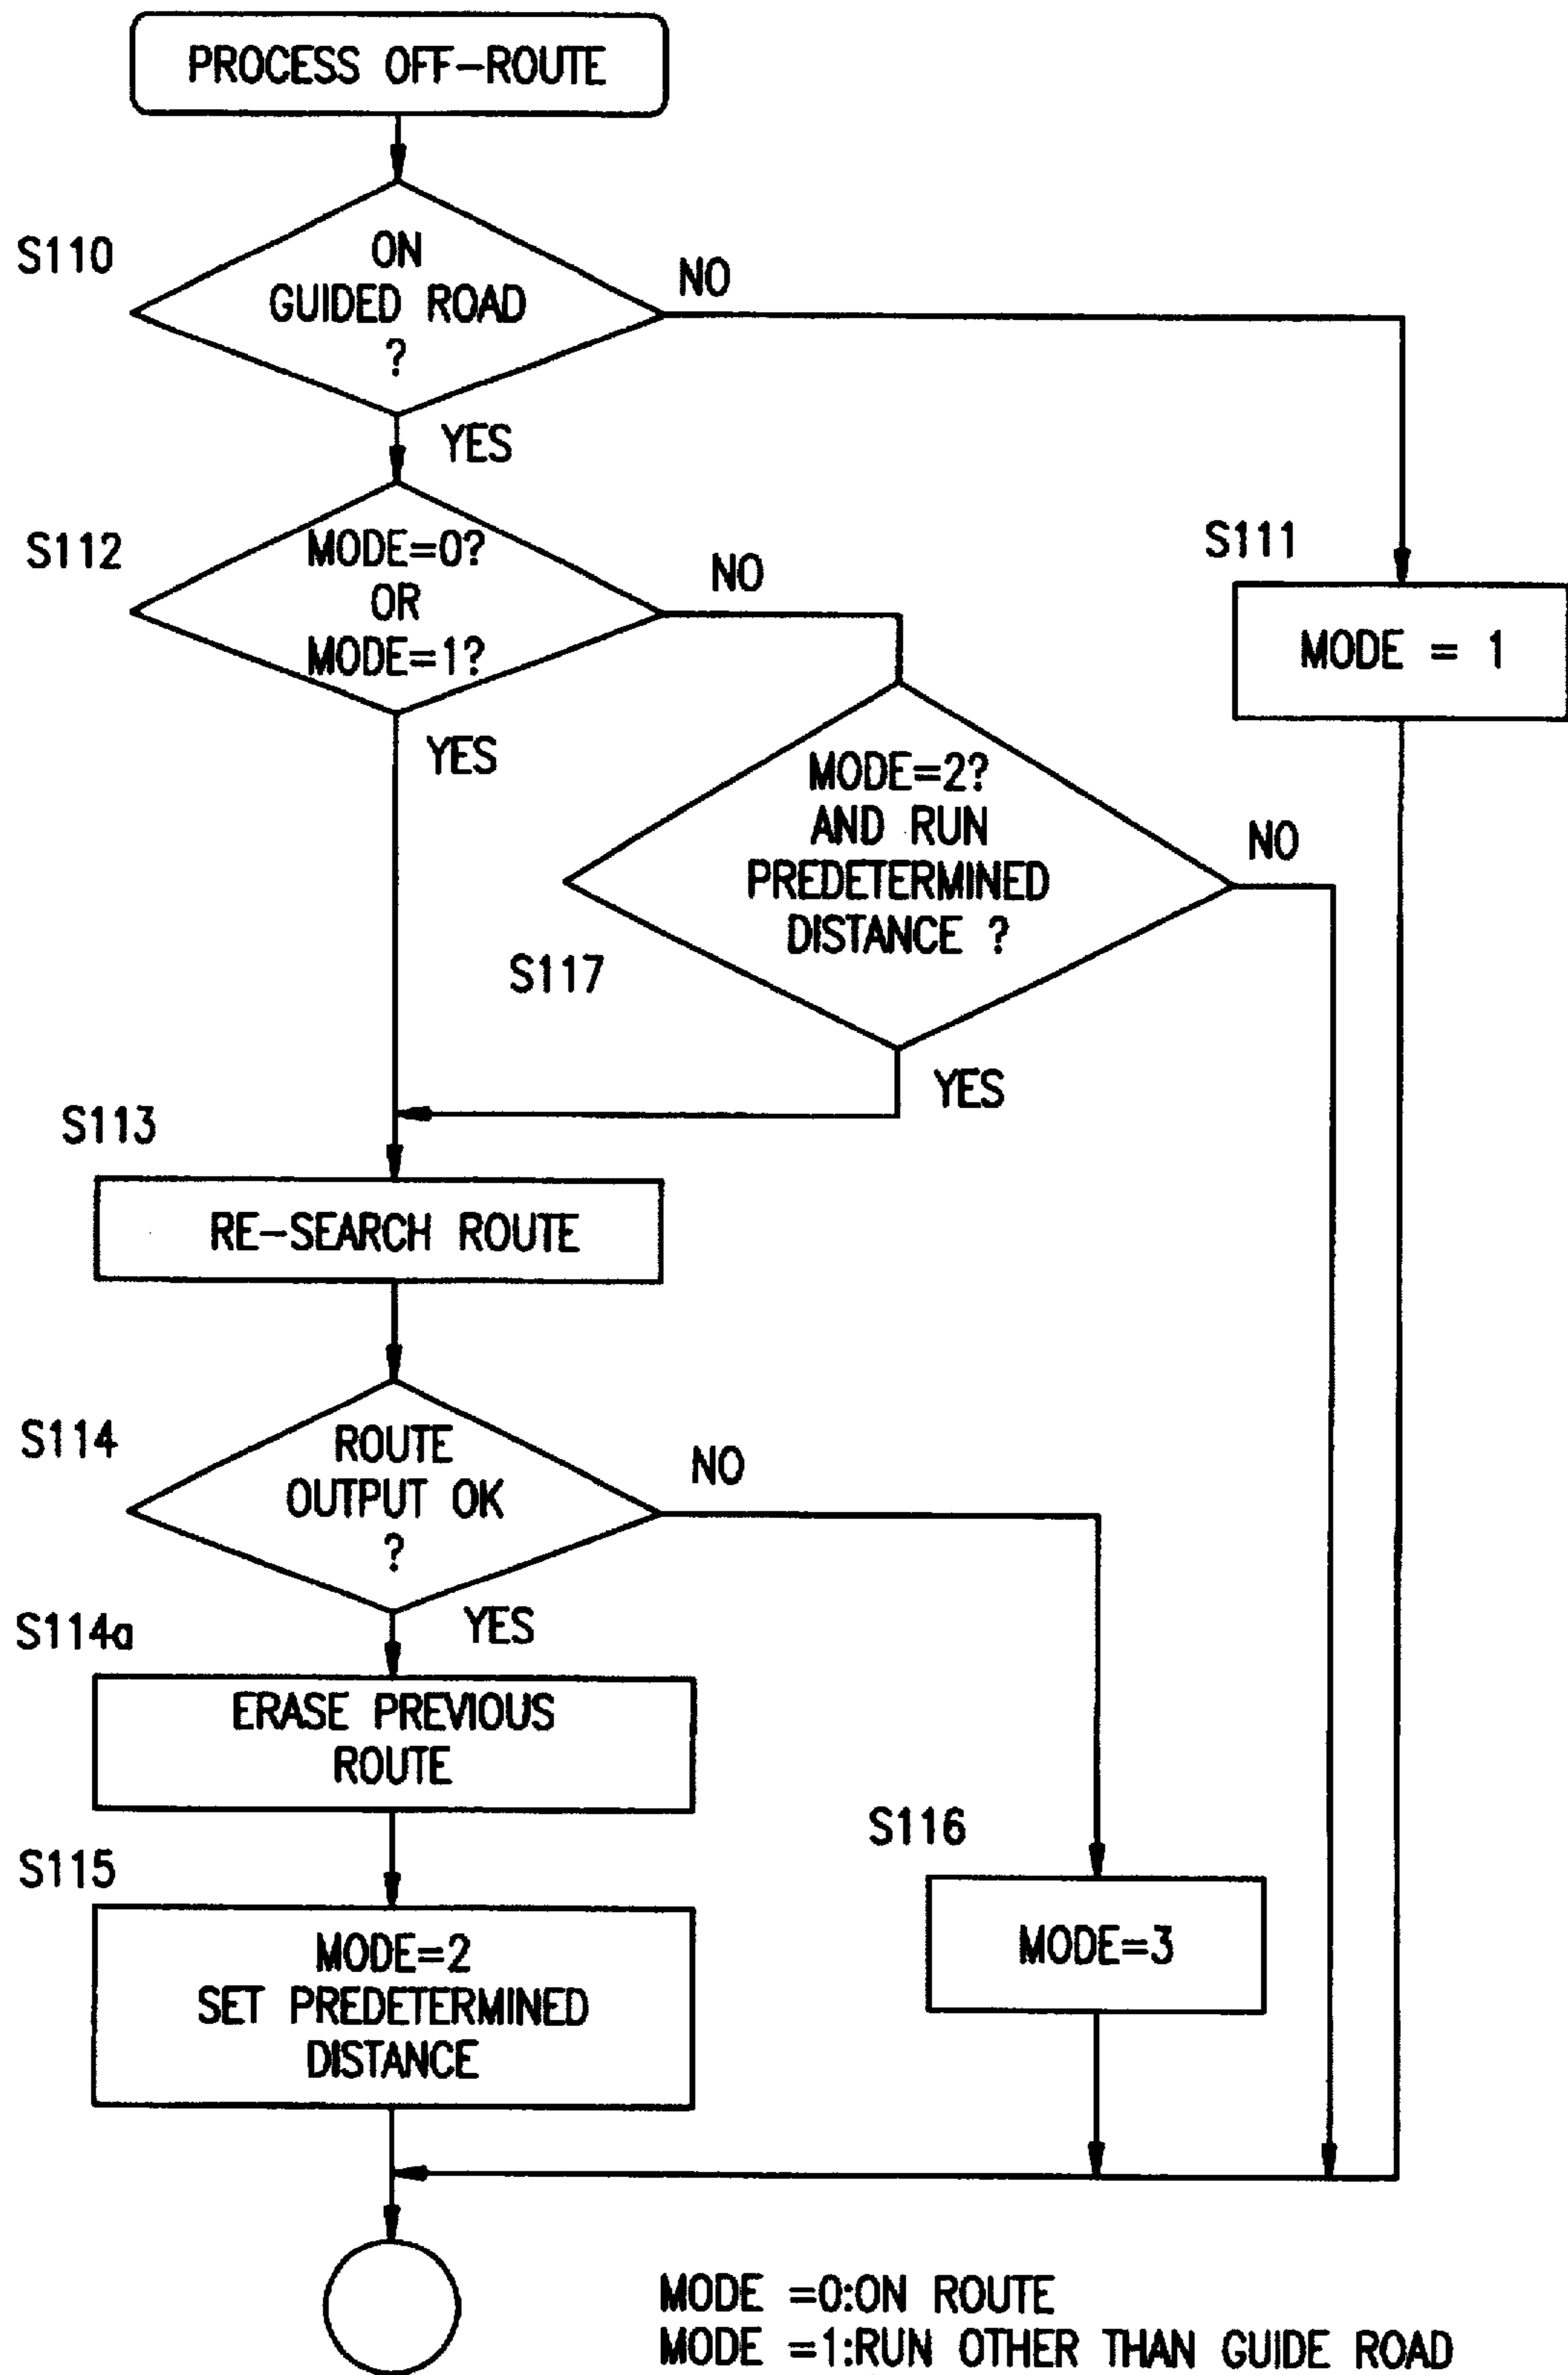 PROCESS OFF-ROUTE
S110
ON
GUIDED ROAD
?
NO
YES
S112
MODE=0?
OR
MODE=1?
NO
S111
MODE = 1
YES
MODE=2?
AND RUN
PREDETERMINED
DISTANCE ?
NO
S117
YES
S113
RE-SEARCH ROUTE
S114
ROUTE
OUTPUT OK
?
NO
YES
S114a
ERASE PREVIOUS
ROUTE
S116
MODE=3
S115
MODE=2
SET PREDETERMINED
DISTANCE
MODE =0:ON ROUTE
MODE =1:RUN OTHER THAN GUIDE ROAD